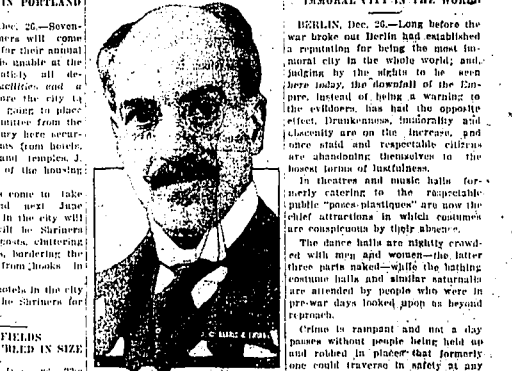 IN PORTLAND
Dec. 26.—Seven-
ners will come
for their annual
is unable at the
all de-
facilities and a
ore the city is
going to place
mittee from the
ury here secur-
ms from hotels,
and temples, J.
of the housing
s come to take
nd next June
in the city will
ill be Shriners
posts, cluttering
s, bordering the
from hooks in
hotels in the city
he Shriners for
FIELDS
RLED IN SIZE
IMMORAL CITY IN THE WORLD
BERLIN, Dec. 26.—Long before the
war broke out Berlin had established
a reputation for being the most im-
moral city in the whole world; and,
judging by the sights to be seen
here today, the downfall of the Em-
pire, instead of being a warning to
the evildoers, has had the opposite
effect. Drunkenness, immorality and
obscenity are on the increase, and
once staid and respectable citizens
are abandoning themselves to the
basest forms of lustfulness.
In theatres and music halls for-
merly catering to the respectable
public "poses-plastiques" are now the
chief attractions in which costumes
are conspicuous by their absence.
The dance halls are nightly crowd-
ed with men and women—the latter
three parts naked—while the bathing
costume halls and similar saturnalia
are attended by people who were in
pre-war days looked upon as beyond
reproach.
Crime is rampant and not a day
passes without people being held up
and robbed in places that formerly
one could traverse in safety at any